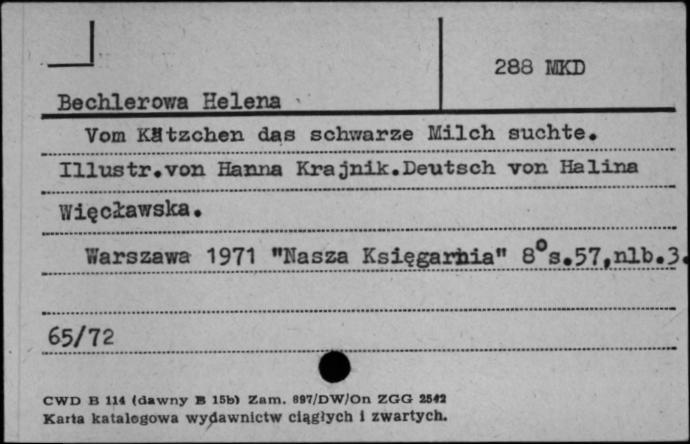 288 MKD
Bechlerowa Helena
Vom Kätzchen das schwarze Milch suchte.
Illustr.von Hanna Krajnik.Deutsch von Halina
Więcławska.
Warszawa 1971 "Nasza Księgarnia" 8° s.57,nlb.3.
65/72
CWD B 114 (dawny B 15b) Zam. 897/DW/On ZGG 2542
Karta katalogowa wydawnictw ciągłych i zwartych.